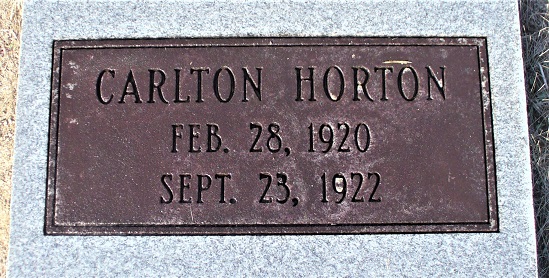 CARLTON HORTON
FEB. 28, 1920
SEPT. 23, 1922